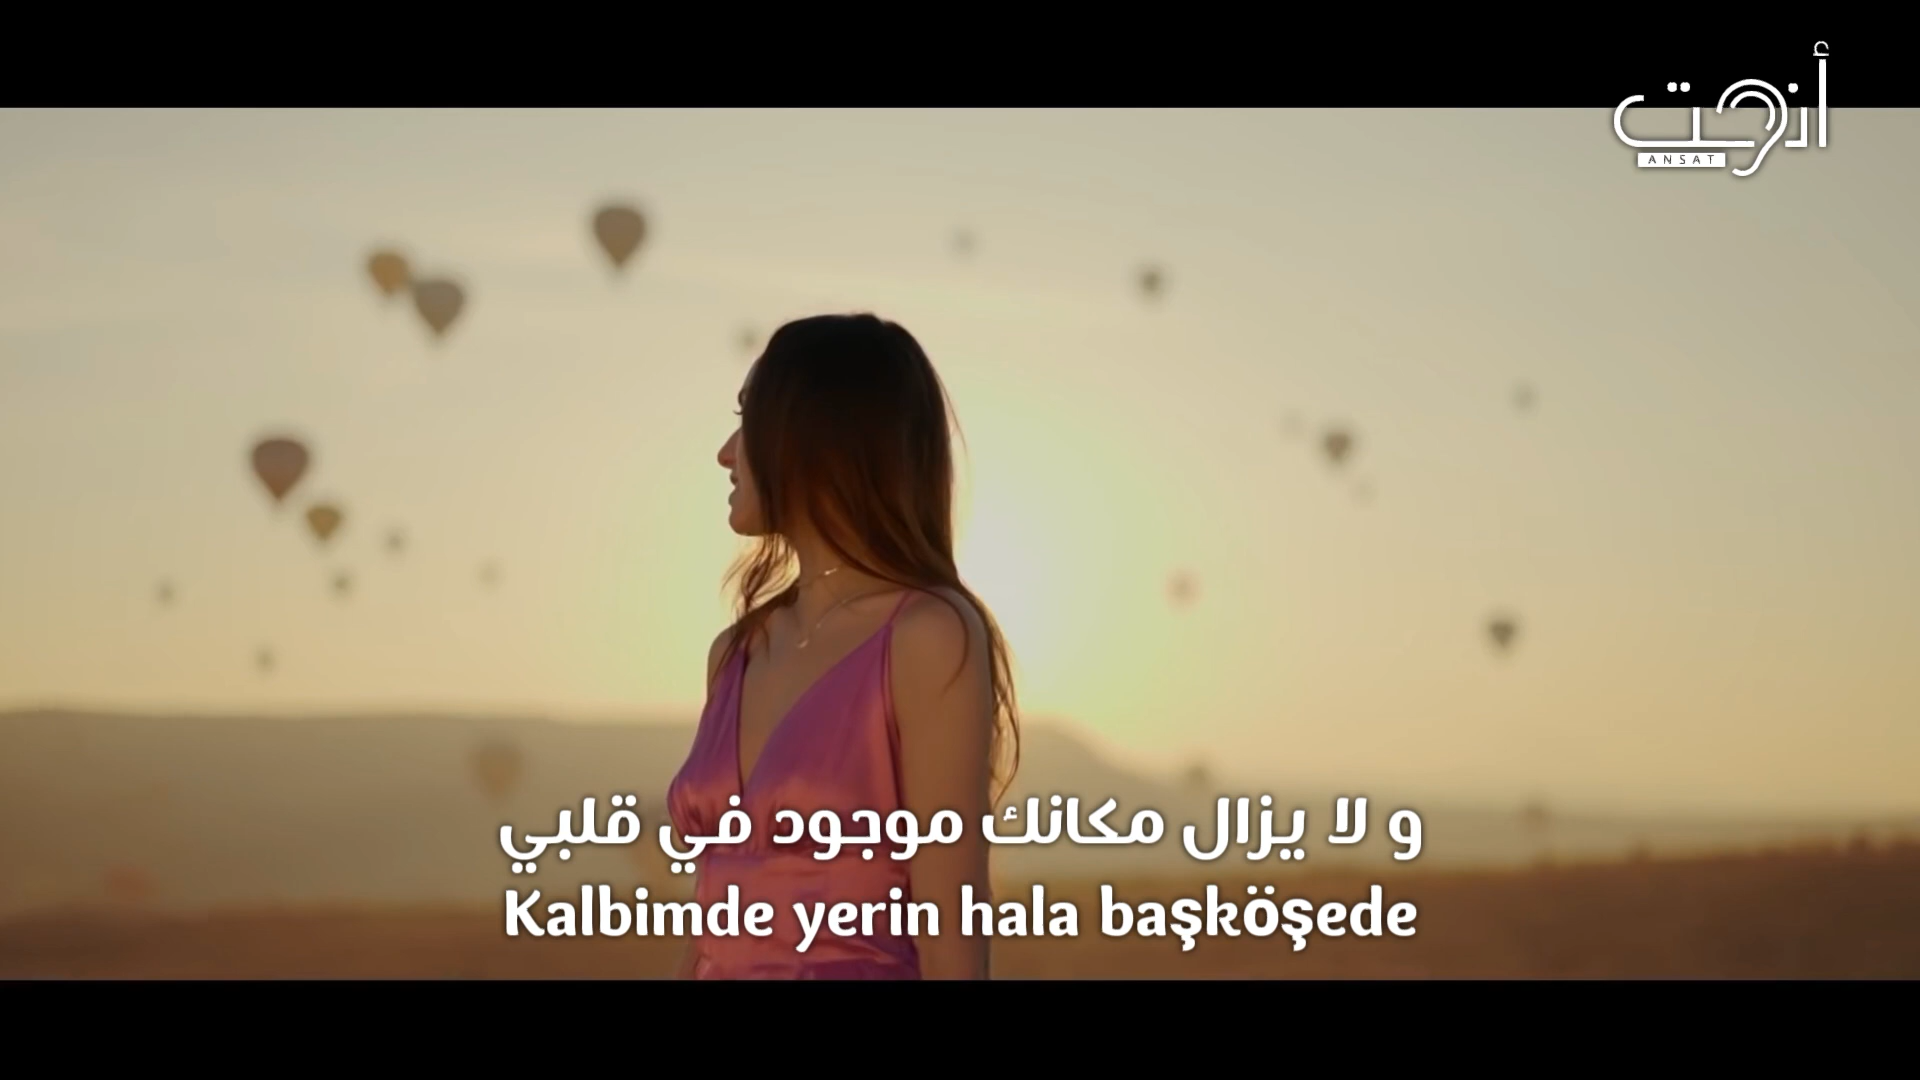 أنصت
ANSAT
و لا يزال مكانك موجود في قلبي
Kalbimde yerin hala başköşede